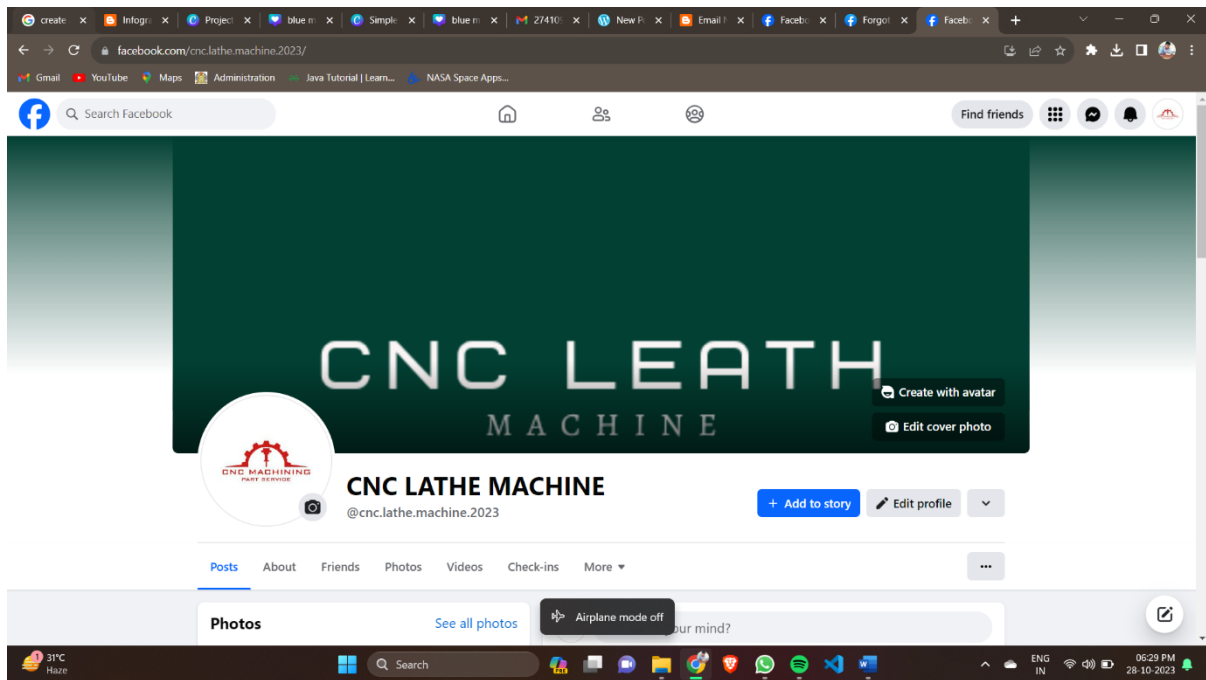 create
Infogra
Project
blue m
Simple
blue m
27410
New P
Email
Facebo
Forgot
Facebo
facebook.com/cnc.lathe.machine.2023/
Gmail
YouTube
Maps
Administration
Java Tutorial | Learn...
NASA Space Apps...
Search Facebook
Find friends
CNC LEATH
MACHINE
Create with avatar
Edit cover photo
CNC MACHINING
PART SERVICE
CNC LATHE MACHINE
@cnc.lathe.machine.2023
+ Add to story
Edit profile
Posts About Friends Photos Videos Check-ins More
Photos
See all photos
Airplane mode off
our mind?
1
31°C
Haze
Search
ENG
IN
06:29 PM
28-10-2023